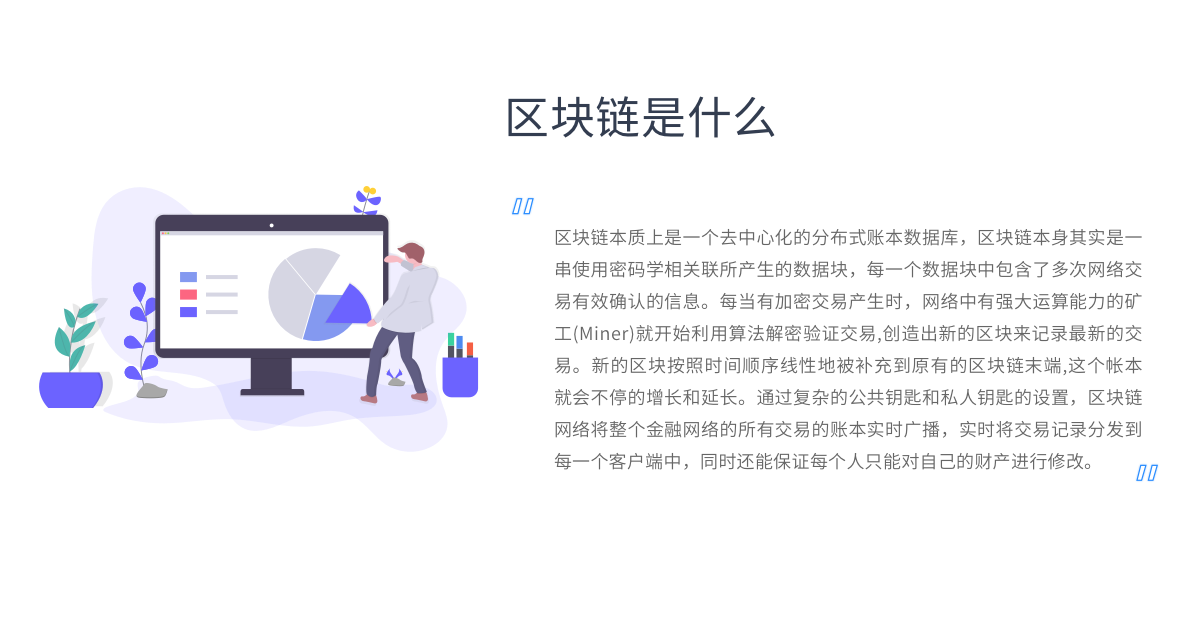 区块链是什么
区块链本质上是一个去中心化的分布式账本数据库，区块链本身其实是一
串使用密码学相关联所产生的数据块，每一个数据块中包含了多次网络交
易有效确认的信息。每当有加密交易产生时，网络中有强大运算能力的矿
工(Miner)就开始利用算法解密验证交易,创造出新的区块来记录最新的交
易。新的区块按照时间顺序线性地被补充到原有的区块链末端,这个帐本
就会不停的增长和延长。通过复杂的公共钥匙和私人钥匙的设置，区块链
网络将整个金融网络的所有交易的账本实时广播，实时将交易记录分发到
每一个客户端中，同时还能保证每个人只能对自己的财产进行修改。